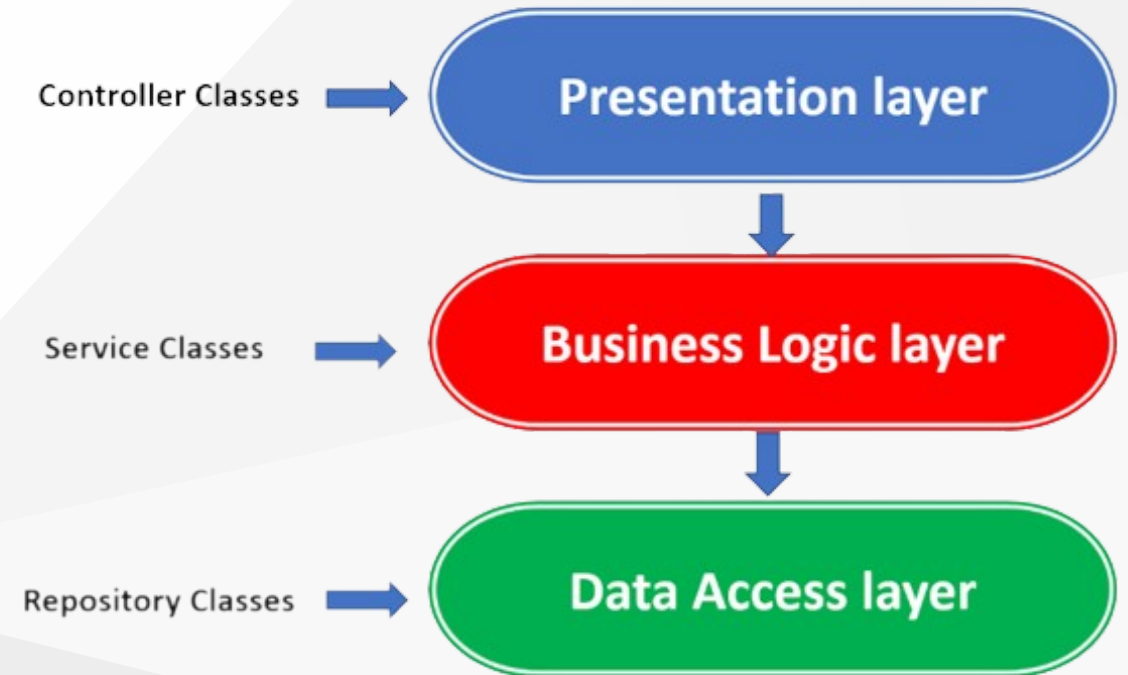 Controller Classes
Presentation layer
Service Classes
Business Logic layer
Repository Classes
Data Access layer